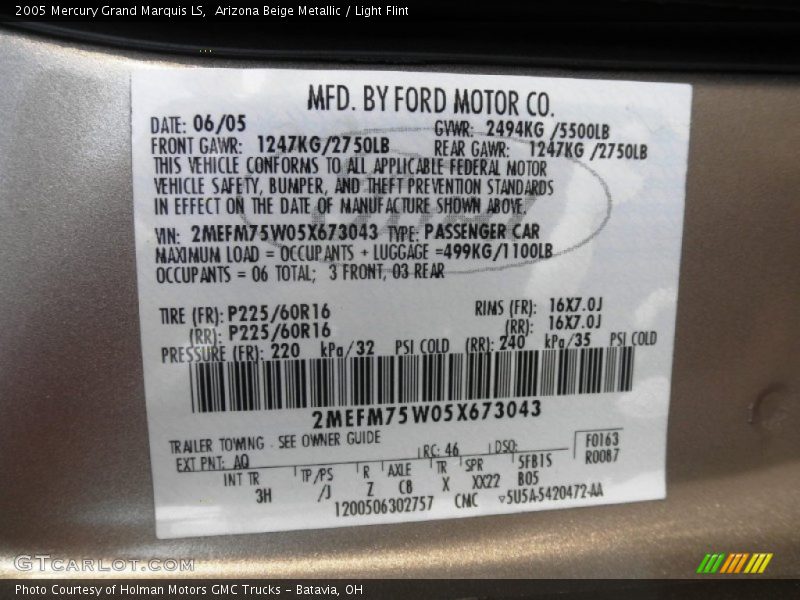 2005 Mercury Grand Marquis LS,  Arizona Beige Metallic / Light Flint
MFD. BY FORD MOTOR CO.
DATE: 06/05 GVWR: 2494KG /5500LB
FRONT GAWR: 1247KG/2750LB REAR GAWR: 1247KG /2750LB
THIS VEHICLE CONFORMS TO ALL APPLICABLE FEDERAL MOTOR
VEHICLE SAFETY, BUMPER, AND THEFT PREVENTION STANDARDS
IN EFFECT ON THE DATE OF MANUFACTURE SHOWN ABOVE
VIN: 2MEFM75W05X673043 TYPE: PASSENGER CAR
MAXIMUM LOAD = OCCUPANTS + LUGGAGE =499KG/1100LB
OCCUPANTS = 06 TOTAL; 3 FRONT, 03 REAR
TIRE (FR): P225/60R16 RIMS (FR): 16X7.0J
(RR): P225/60R16 (RR): 16X7.0J
PRESSURE (FR): 220 kPa/32 PSI COLD (RR): 240 kPa/35 PSI COLD
2MEFM75W05X673043
TRAILER TOWING - SEE OWNER GUIDE
EXT PNT: AQ RC: 46 DSO: F0163
R0087
INT TR TP/PS R AXLE TR SPR 5FB1S
3H /J Z C8 X XX22 B05
1200506302757 CMC ▽5U5A-5420472-AA
GTCarLot.com
Photo Courtesy of Holman Motors GMC Trucks – Batavia, OH